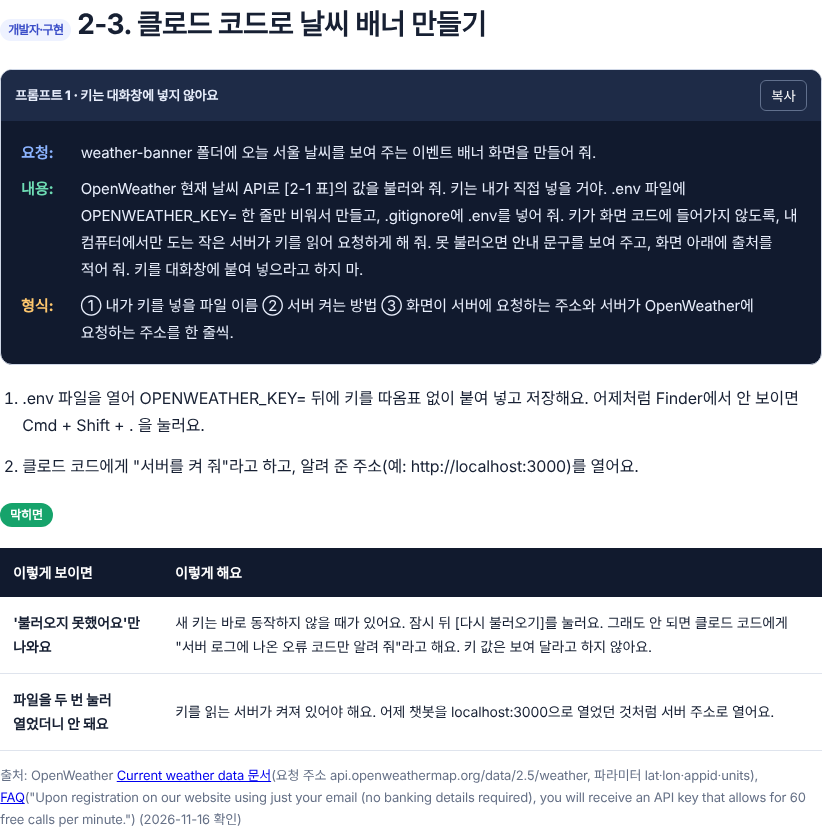 개발자·구현 2-3. 클로드 코드로 날씨 배너 만들기
프롬프트 1 · 키는 대화창에 넣지 않아요
복사
요청: weather-banner 폴더에 오늘 서울 날씨를 보여 주는 이벤트 배너 화면을 만들어 줘.
내용: OpenWeather 현재 날씨 API로 [2-1 표]의 값을 불러와 줘. 키는 내가 직접 넣을 거야. .env 파일에
OPENWEATHER_KEY= 한 줄만 비워서 만들고, .gitignore에 .env를 넣어 줘. 키가 화면 코드에 들어가지 않도록, 내
컴퓨터에서만 도는 작은 서버가 키를 읽어 요청하게 해 줘. 못 불러오면 안내 문구를 보여 주고, 화면 아래에 출처를
적어 줘. 키를 대화창에 붙여 넣으라고 하지 마.
형식: ① 내가 키를 넣을 파일 이름 ② 서버 켜는 방법 ③ 화면이 서버에 요청하는 주소와 서버가 OpenWeather에
요청하는 주소를 한 줄씩.
1. .env 파일을 열어 OPENWEATHER_KEY= 뒤에 키를 따옴표 없이 붙여 넣고 저장해요. 어제처럼 Finder에서 안 보이면
Cmd + Shift + . 을 눌러요.
2. 클로드 코드에게 "서버를 켜 줘"라고 하고, 알려 준 주소(예: http://localhost:3000)를 열어요.
막히면
이렇게 보이면 이렇게 해요
'불러오지 못했어요'만
나와요
새 키는 바로 동작하지 않을 때가 있어요. 잠시 뒤 [다시 불러오기]를 눌러요. 그래도 안 되면 클로드 코드에게
"서버 로그에 나온 오류 코드만 알려 줘"라고 해요. 키 값은 보여 달라고 하지 않아요.
파일을 두 번 눌러
열었더니 안 돼요
키를 읽는 서버가 켜져 있어야 해요. 어제 챗봇을 localhost:3000으로 열었던 것처럼 서버 주소로 열어요.
출처: OpenWeather Current weather data 문서(요청 주소 api.openweathermap.org/data/2.5/weather, 파라미터 lat·lon·appid·units),
FAQ("Upon registration on our website using just your email (no banking details required), you will receive an API key that allows for 60
free calls per minute.") (2026-11-16 확인)